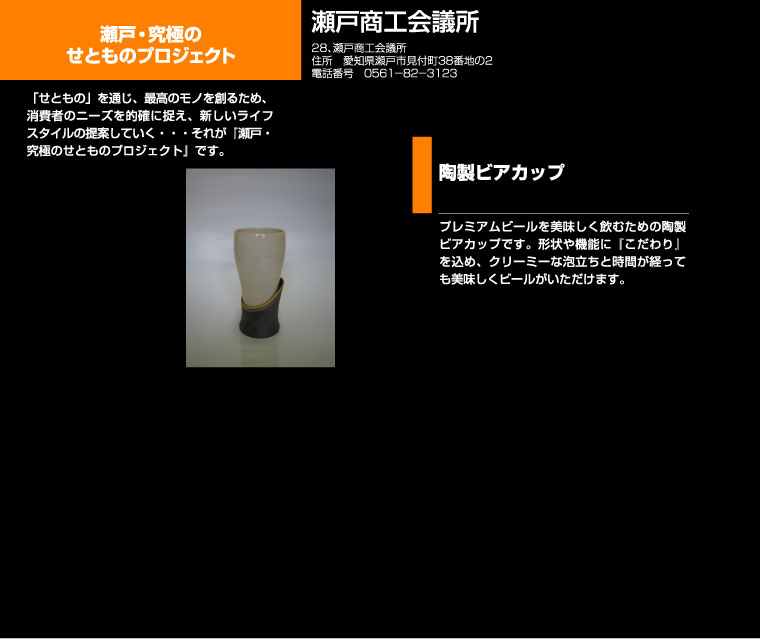 瀬戸・究極の
せとものプロジェクト
瀬戸商工会議所
28、瀬戸商工会議所
住所　愛知県瀬戸市見付町38番地の2
電話番号　0561−82−3123
「せともの」を通じ、最高のモノを創るため、
消費者のニーズを的確に捉え、新しいライフ
スタイルの提案していく・・・それが『瀬戸・
究極のせとものプロジェクト』です。
陶製ビアカップ
プレミアムビールを美味しく飲むための陶製
ビアカップです。形状や機能に『こだわり』
を込め、クリーミーな泡立ちと時間が経って
も美味しくビールがいただけます。